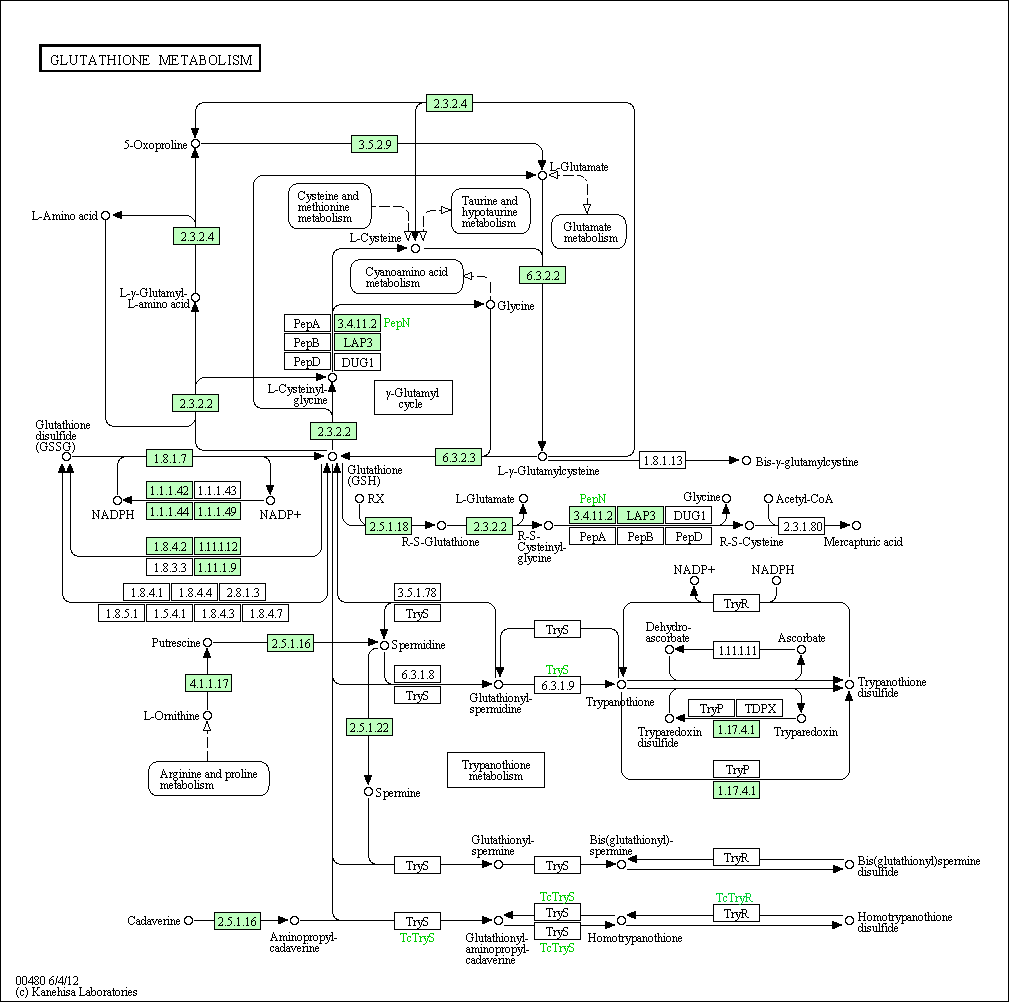 GLUTATHIONE METABOLISM
2.3.2.4
5-Oxoproline
3.5.2.9
L-Glutamate
Cysteine and
methionine
metabolism
Taurine and
hypotaurine
metabolism
L-Amino acid
Glutamate
metabolism
2.3.2.4
L-Cysteine
Cyanoamino acid
metabolism
6.3.2.2
L-γ-Glutamyl-
L-amino acid
Glycine
PepA
3.4.11.2
PepN
PepB
LAP3
PepD
DUG1
L-Cysteinyl-
glycine
γ-Glutamyl
cycle
2.3.2.2
2.3.2.2
Glutathione
disulfide
(GSSG)
1.8.1.7
Glutathione
(GSH)
6.3.2.3
L-γ-Glutamylcysteine
1.8.1.13
Bis-γ-glutamylcystine
1.1.1.42
1.1.1.43
NADPH
1.1.1.44
1.1.1.49
NADP+
RX
2.5.1.18
R-S-Glutathione
L-Glutamate
2.3.2.2
R-S-
Cysteinyl-
glycine
PepN
3.4.11.2
LAP3
DUG1
PepA
PepB
PepD
Glycine
R-S-Cysteine
Acetyl-CoA
2.3.1.80
Mercapturic acid
1.8.4.2
1.11.1.12
1.8.3.3
1.11.1.9
1.8.4.1
1.8.4.4
2.8.1.3
1.8.5.1
1.5.4.1
1.8.4.3
1.8.4.7
3.5.1.78
TryS
NADP+
NADPH
TryR
Putrescine
2.5.1.16
Spermidine
TryS
Dehydro-
ascorbate
1.11.1.11
Ascorbate
4.1.1.17
6.3.1.8
TryS
Glutathionyl-
spermidine
TryS
6.3.1.9
Trypanothione
Trypanothione
disulfide
L-Ornithine
2.5.1.22
TryP
TDPX
1.17.4.1
Tryparedoxin
disulfide
Tryparedoxin
Arginine and proline
metabolism
Trypanothione
metabolism
TryP
1.17.4.1
Spermine
Glutathionyl-
spermine
Bis(glutathionyl)-
spermine
TryS
TryS
TryR
Bis(glutathionyl)spermine
disulfide
Cadaverine
2.5.1.16
Aminopropyl-
cadaverine
TryS
TcTryS
Glutathionyl-
aminopropyl-
cadaverine
TcTryS
TryS
TryS
TcTryS
Homotrypanothione
TcTryR
TryR
Homotrypanothione
disulfide
00480 6/4/12
(c) Kanehisa Laboratories